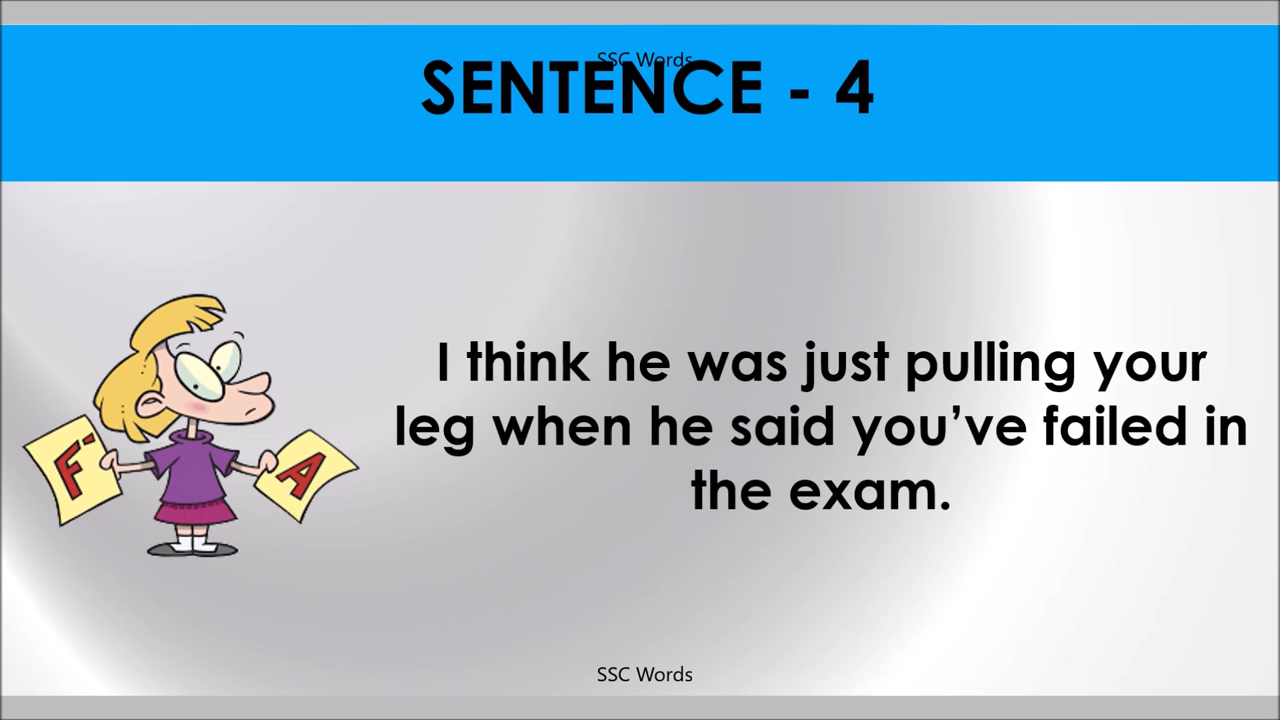 SSC Words
SENTENCE - 4
I think he was just pulling your
leg when he said you’ve failed in
the exam.
F
A
SSC Words